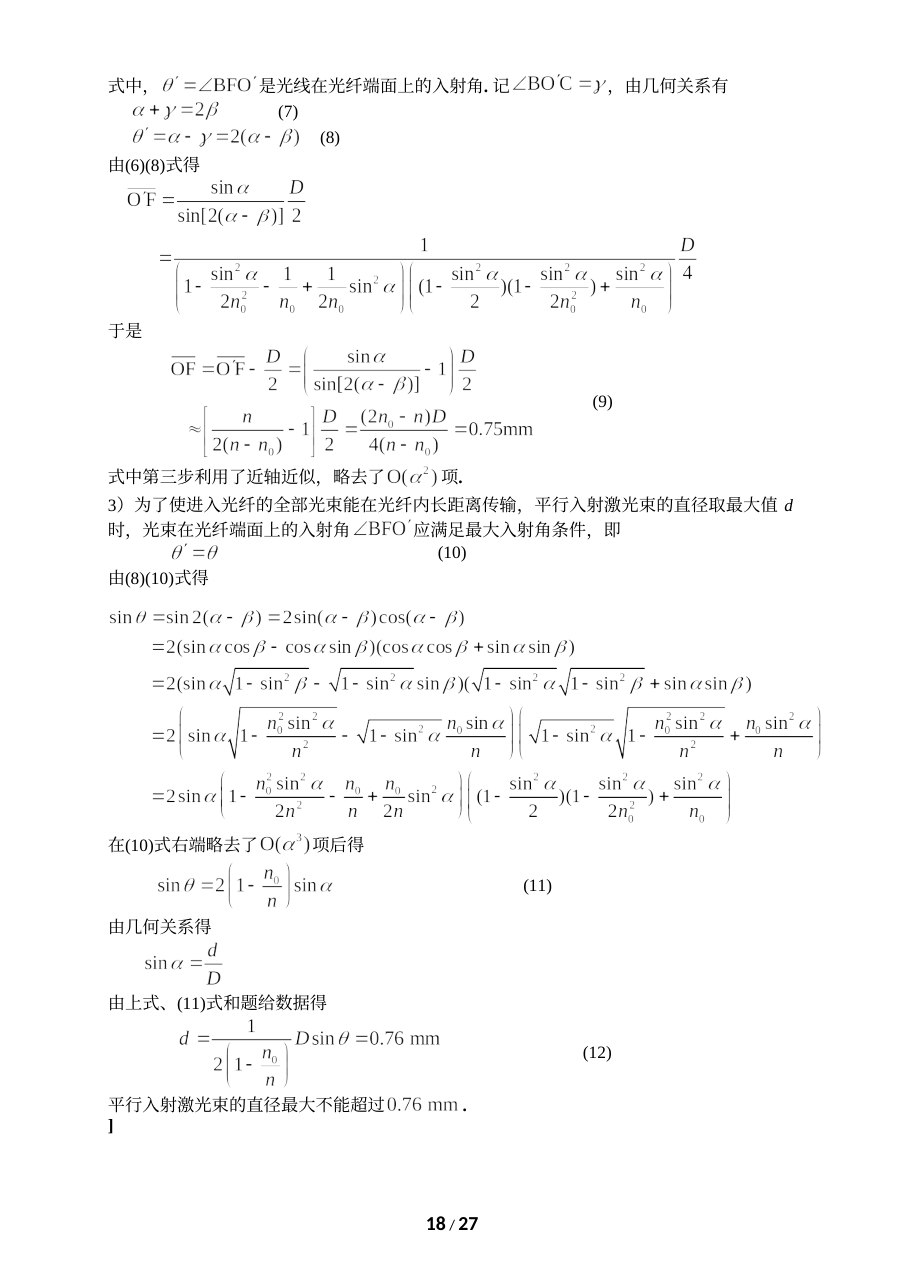 式中，θ′=∠BFO′是光线在光纤端面上的入射角. 记∠BO′C=γ，由几何关系有
α+γ=2β (7)
θ′=α-γ=2(α-β) (8)
由(6)(8)式得
O′F = sinα/sin[2(α-β)] D/2
= 1/((1 - sin²α/2n₀² - 1/n₀ + 1/2n₀ sin²α)((1 - sin²α/2)(1 - sin²α/2n₀²) + sin²α/n₀)) D/4
于是
OF = O′F - D/2 = (sinα/sin[2(α-β)] - 1) D/2
≈ [n/2(n-n₀) - 1] D/2 = (2n₀-n)D/4(n-n₀) = 0.75mm (9)
式中第三步利用了近轴近似，略去了O(α²)项.
3）为了使进入光纤的全部光束能在光纤内长距离传输，平行入射激光束的直径取最大值 d
时，光束在光纤端面上的入射角∠BFO′应满足最大入射角条件，即
θ′=θ (10)
由(8)(10)式得
sinθ=sin2(α-β)=2sin(α-β)cos(α-β)
=2(sinαcosβ-cosαsinβ)(cosαcosβ+sinαsinβ)
=2(sinα√(1-sin²β)-√(1-sin²α)sinβ)(√(1-sin²α)√(1-sin²β)+sinαsinβ)
=2(sinα√(1-n₀²sin²α/n²)-√(1-sin²α) n₀sinα/n)(√(1-sin²α)√(1-n₀²sin²α/n²)+n₀sin²α/n)
=2sinα(1-n₀²sin²α/2n²-n₀/n+n₀/2n sin²α)((1-sin²α/2)(1-sin²α/2n₀²)+sin²α/n₀)
在(10)式右端略去了O(α³)项后得
sinθ=2(1-n₀/n)sinα (11)
由几何关系得
sinα=d/D
由上式、(11)式和题给数据得
d=1/(2(1-n₀/n)) Dsinθ=0.76 mm (12)
平行入射激光束的直径最大不能超过0.76 mm．
]
18 / 27